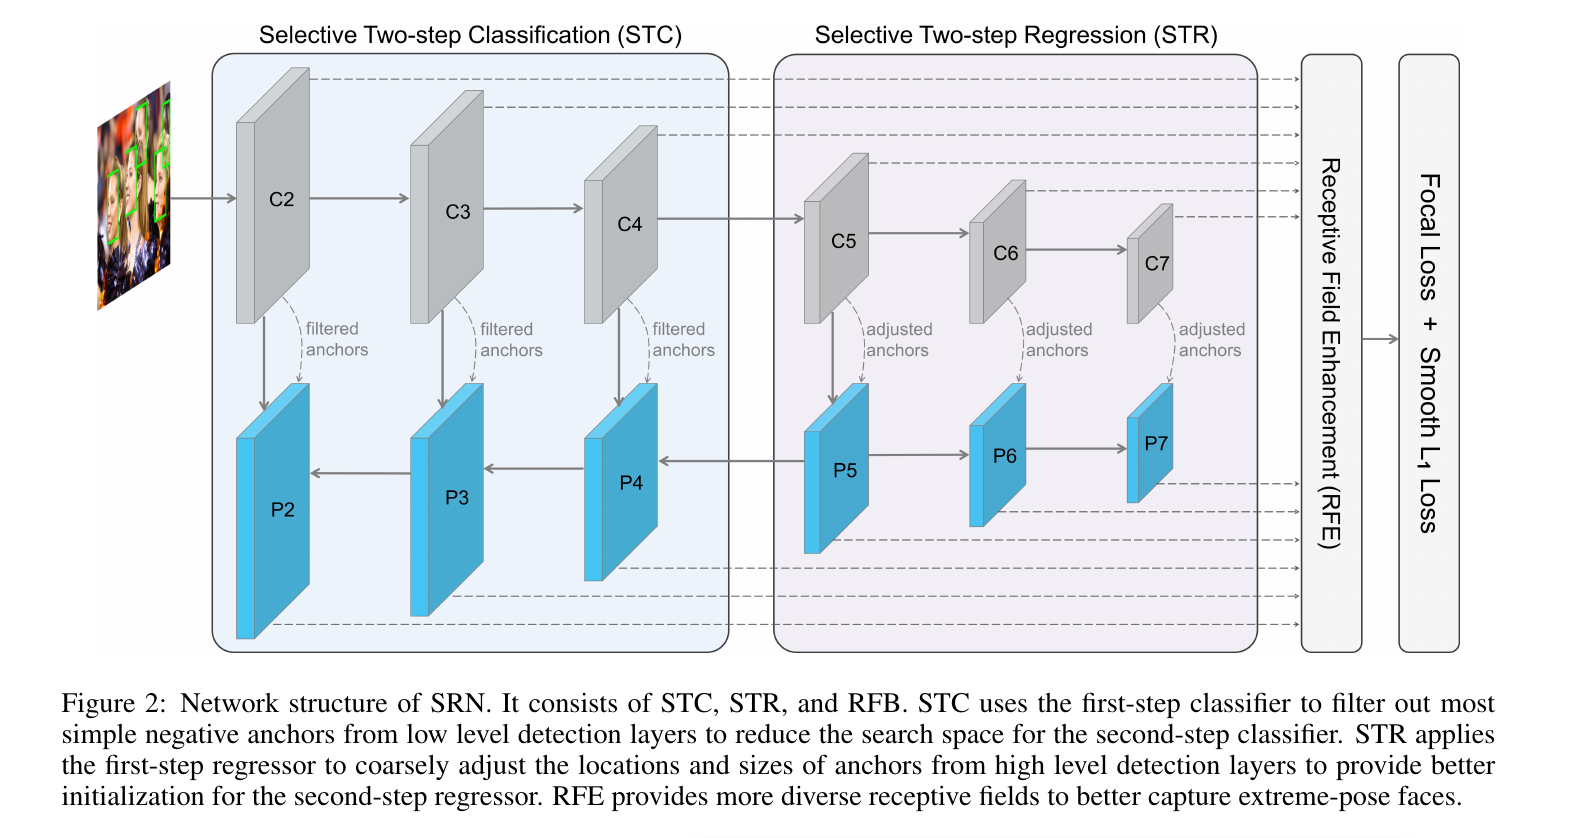 Selective Two-step Classification (STC)
Selective Two-step Regression (STR)
C2
C3
C4
C5
C6
C7
filtered
anchors
filtered
anchors
filtered
anchors
adjusted
anchors
adjusted
anchors
adjusted
anchors
P2
P3
P4
P5
P6
P7
Receptive Field Enhancement (RFE)
Focal Loss + Smooth L1 Loss
Figure 2: Network structure of SRN. It consists of STC, STR, and RFB. STC uses the first-step classifier to filter out most
simple negative anchors from low level detection layers to reduce the search space for the second-step classifier. STR applies
the first-step regressor to coarsely adjust the locations and sizes of anchors from high level detection layers to provide better
initialization for the second-step regressor. RFE provides more diverse receptive fields to better capture extreme-pose faces.